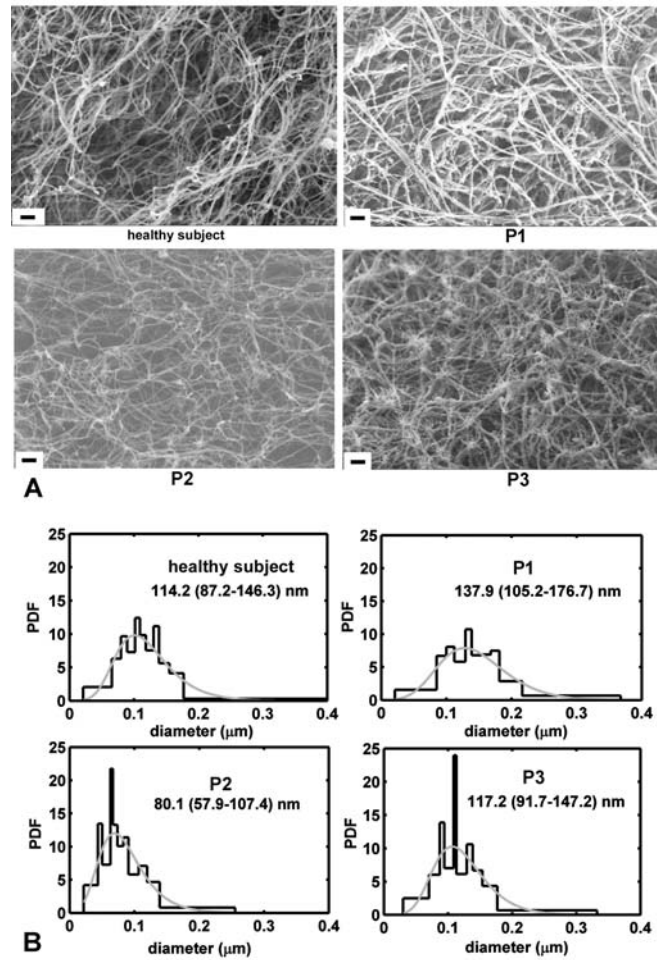 healthy subject
P1
P2
P3
A
25
20
15
10
5
0
PDF
healthy subject
114.2 (87.2-146.3) nm
0 0.1 0.2 0.3 0.4
diameter (μm)
25
20
15
10
5
0
PDF
P1
137.9 (105.2-176.7) nm
0 0.1 0.2 0.3 0.4
diameter (μm)
25
20
15
10
5
0
PDF
P2
80.1 (57.9-107.4) nm
0 0.1 0.2 0.3 0.4
diameter (μm)
25
20
15
10
5
0
PDF
P3
117.2 (91.7-147.2) nm
0 0.1 0.2 0.3 0.4
diameter (μm)
B